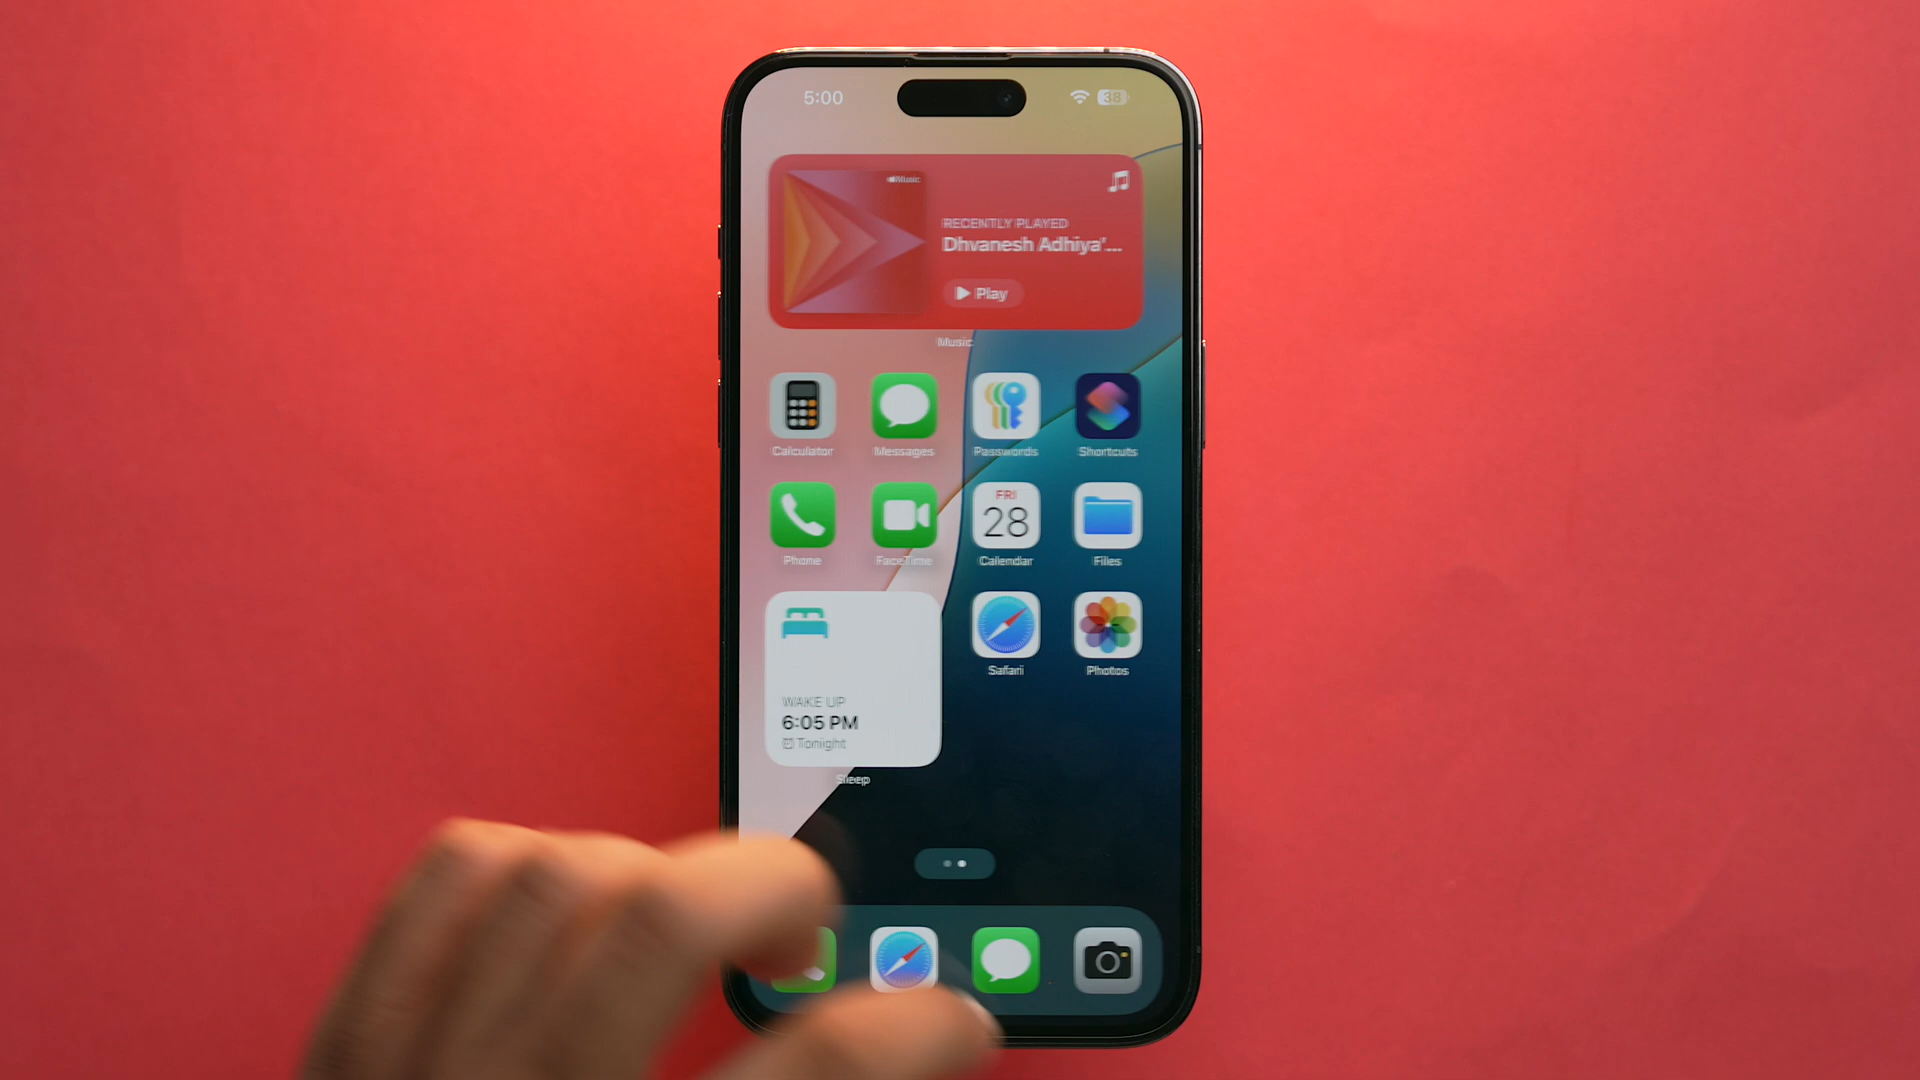 5:00
38
Music
RECENTLY PLAYED
Dhvanesh Adhiya'...
Play
Music
Calculator
Messages
Passwords
Shortcuts
FRI
28
Phone
FaceTime
Calendar
Files
WAKE UP
6:05 PM
Tonight
Safari
Photos
Sleep